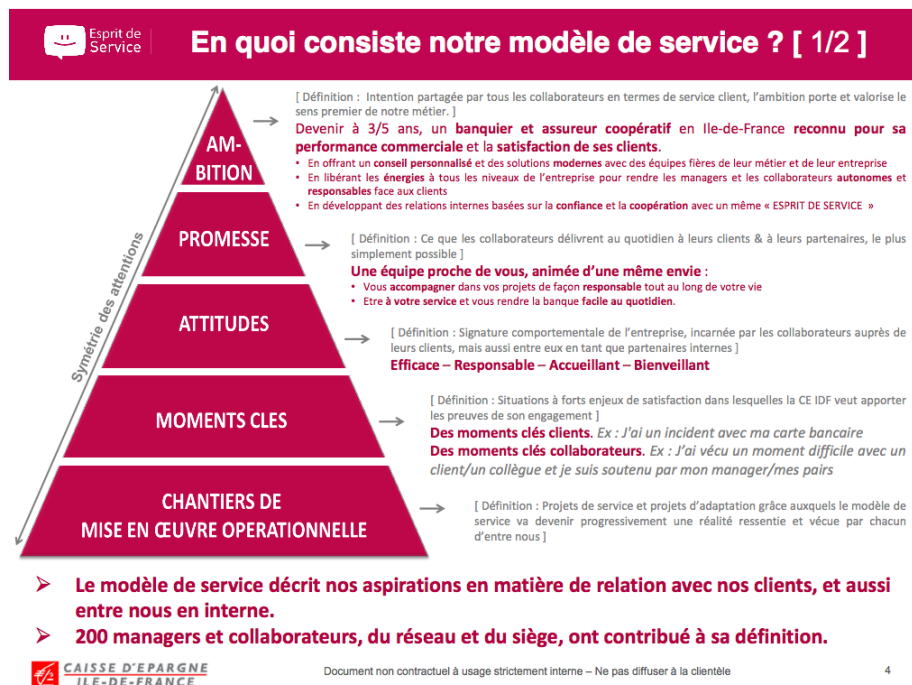 Esprit de
Service
En quoi consiste notre modèle de service ? [ 1/2 ]
Symétrie des attentions
AM-
BITION
[ Définition : Intention partagée par tous les collaborateurs en termes de service client, l'ambition porte et valorise le
sens premier de notre métier. ]
Devenir à 3/5 ans, un banquier et assureur coopératif en Ile-de-France reconnu pour sa
performance commerciale et la satisfaction de ses clients.
• En offrant un conseil personnalisé et des solutions modernes avec des équipes fières de leur métier et de leur entreprise
• En libérant les énergies à tous les niveaux de l'entreprise pour rendre les managers et les collaborateurs autonomes et
responsables face aux clients
• En développant des relations internes basées sur la confiance et la coopération avec un même « ESPRIT DE SERVICE »
PROMESSE
[ Définition : Ce que les collaborateurs délivrent au quotidien à leurs clients & à leurs partenaires, le plus
simplement possible ]
Une équipe proche de vous, animée d'une même envie :
• Vous accompagner dans vos projets de façon responsable tout au long de votre vie
• Etre à votre service et vous rendre la banque facile au quotidien.
ATTITUDES
[ Définition : Signature comportementale de l'entreprise, incarnée par les collaborateurs auprès de
leurs clients, mais aussi entre eux en tant que partenaires internes ]
Efficace – Responsable – Accueillant – Bienveillant
MOMENTS CLES
[ Définition : Situations à forts enjeux de satisfaction dans lesquelles la CE IDF veut apporter
les preuves de son engagement ]
Des moments clés clients. Ex : J'ai un incident avec ma carte bancaire
Des moments clés collaborateurs. Ex : J'ai vécu un moment difficile avec un
client/un collègue et je suis soutenu par mon manager/mes pairs
CHANTIERS DE
MISE EN ŒUVRE OPERATIONNELLE
[ Définition : Projets de service et projets d'adaptation grâce auxquels le modèle de
service va devenir progressivement une réalité ressentie et vécue par chacun
d'entre nous ]
➢ Le modèle de service décrit nos aspirations en matière de relation avec nos clients, et aussi
entre nous en interne.
➢ 200 managers et collaborateurs, du réseau et du siège, ont contribué à sa définition.
CAISSE D'EPARGNE
ILE-DE-FRANCE
Document non contractuel à usage strictement interne – Ne pas diffuser à la clientèle
4